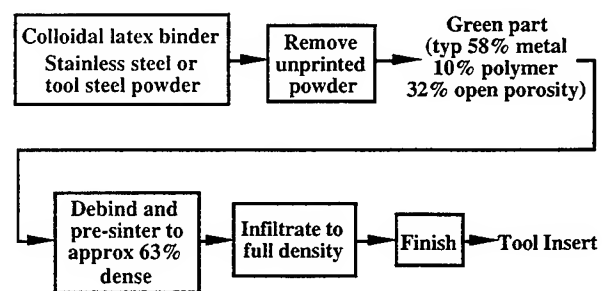 Colloidal latex binder
Stainless steel or
tool steel powder
Remove
unprinted
powder
Green part
(typ 58% metal
10% polymer
32% open porosity)
Debind and
pre-sinter to
approx 63%
dense
Infiltrate to
full density
Finish
Tool Insert